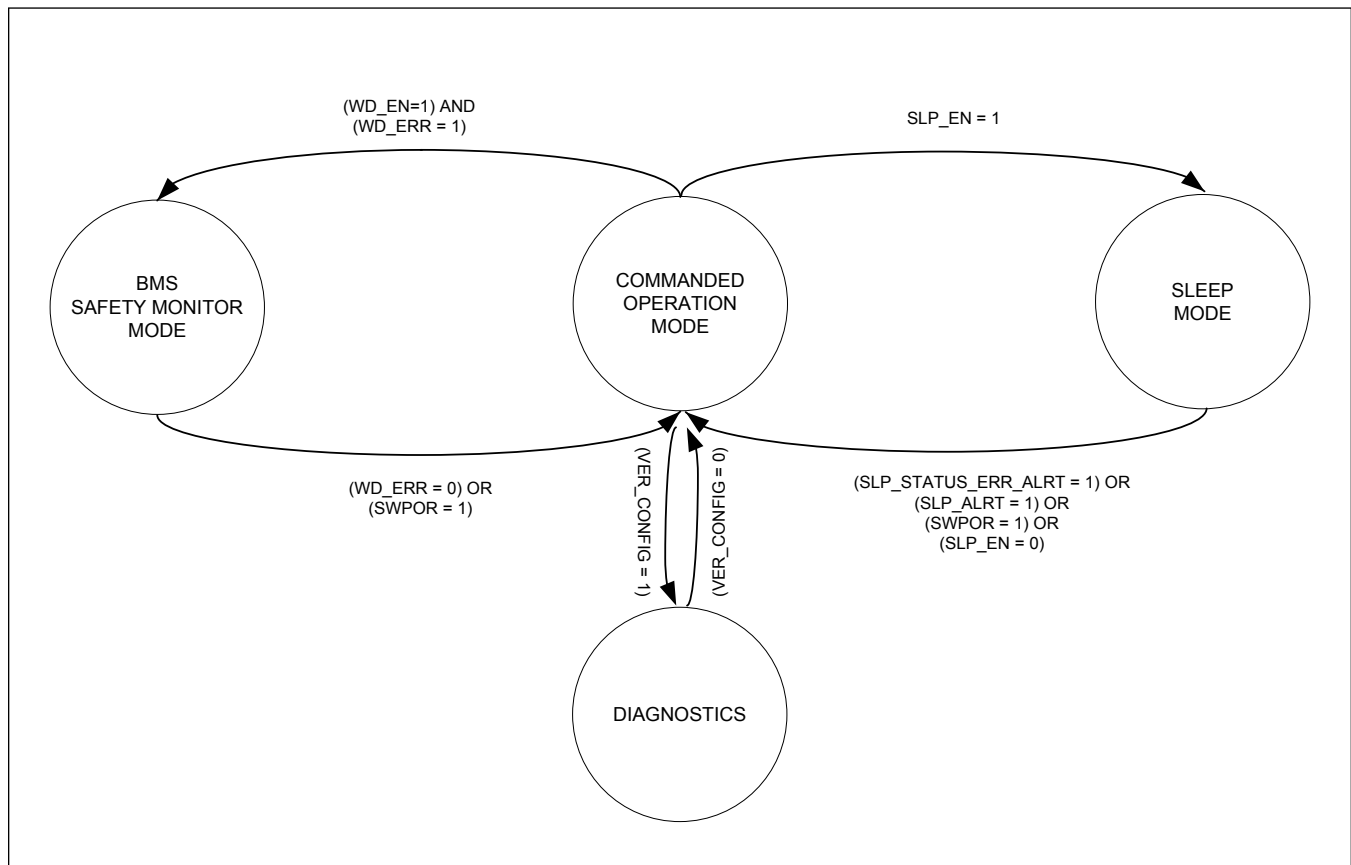 (WD_EN=1) AND
(WD_ERR = 1)
SLP_EN = 1
BMS
SAFETY MONITOR
MODE
COMMANDED
OPERATION
MODE
SLEEP
MODE
(WD_ERR = 0) OR
(SWPOR = 1)
(VER_CONFIG = 1)
(VER_CONFIG = 0)
(SLP_STATUS_ERR_ALRT = 1) OR
(SLP_ALRT = 1) OR
(SWPOR = 1) OR
(SLP_EN = 0)
DIAGNOSTICS